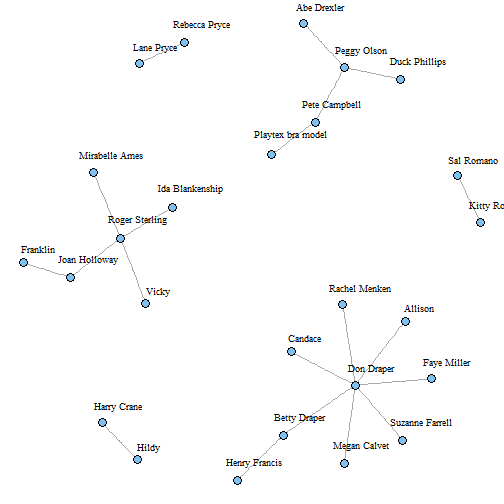 Abe Drexler
Rebecca Pryce
Lane Pryce
Peggy Olson
Duck Phillips
Pete Campbell
Playtex bra model
Mirabelle Ames
Sal Romano
Ida Blankenship
Kitty Ro
Roger Sterling
Franklin
Joan Holloway
Vicky
Rachel Menken
Allison
Candace
Faye Miller
Don Draper
Harry Crane
Betty Draper
Suzanne Farrell
Hildy
Megan Calvet
Henry Francis